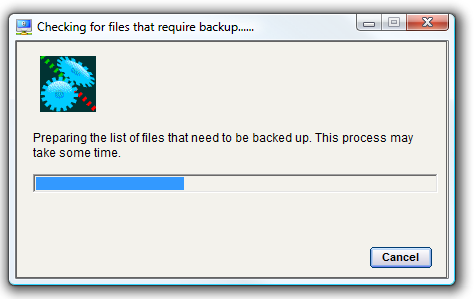 Checking for files that require backup......
Preparing the list of files that need to be backed up. This process may
take some time.
Cancel